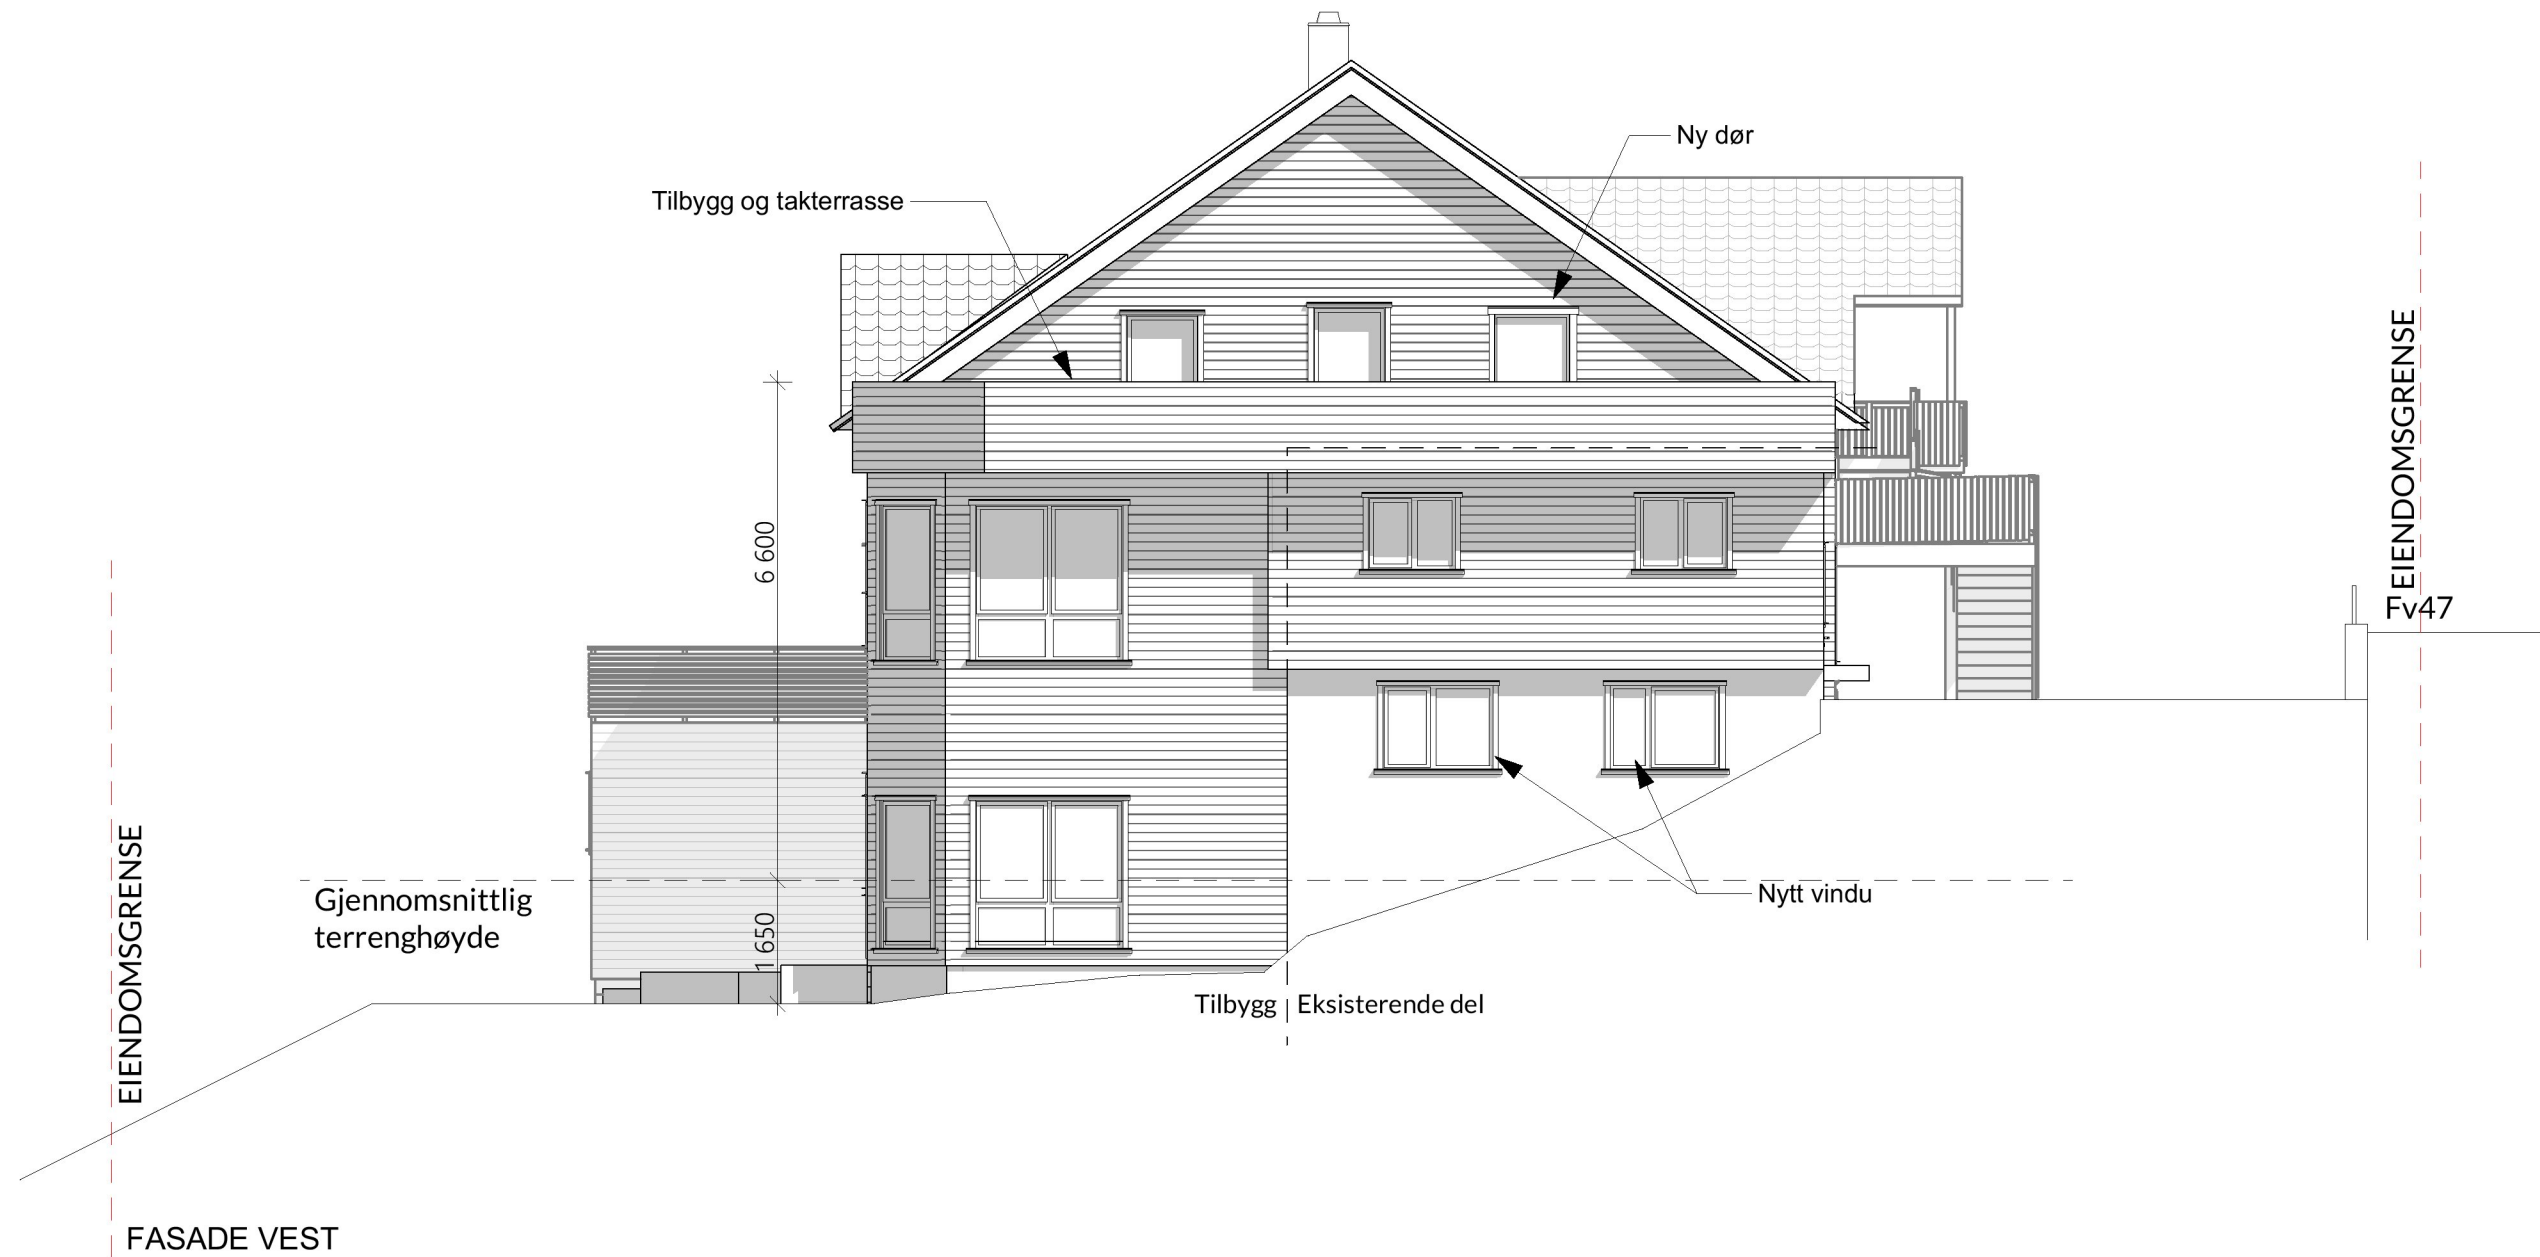 Ny dør
Tilbygg og takterrasse
EIENDOMSGRENSE
Fv47
6 600
EIENDOMSGRENSE
Gjennomsnittlig
terrenghøyde
1 650
Nytt vindu
Tilbygg
Eksisterende del
FASADE VEST